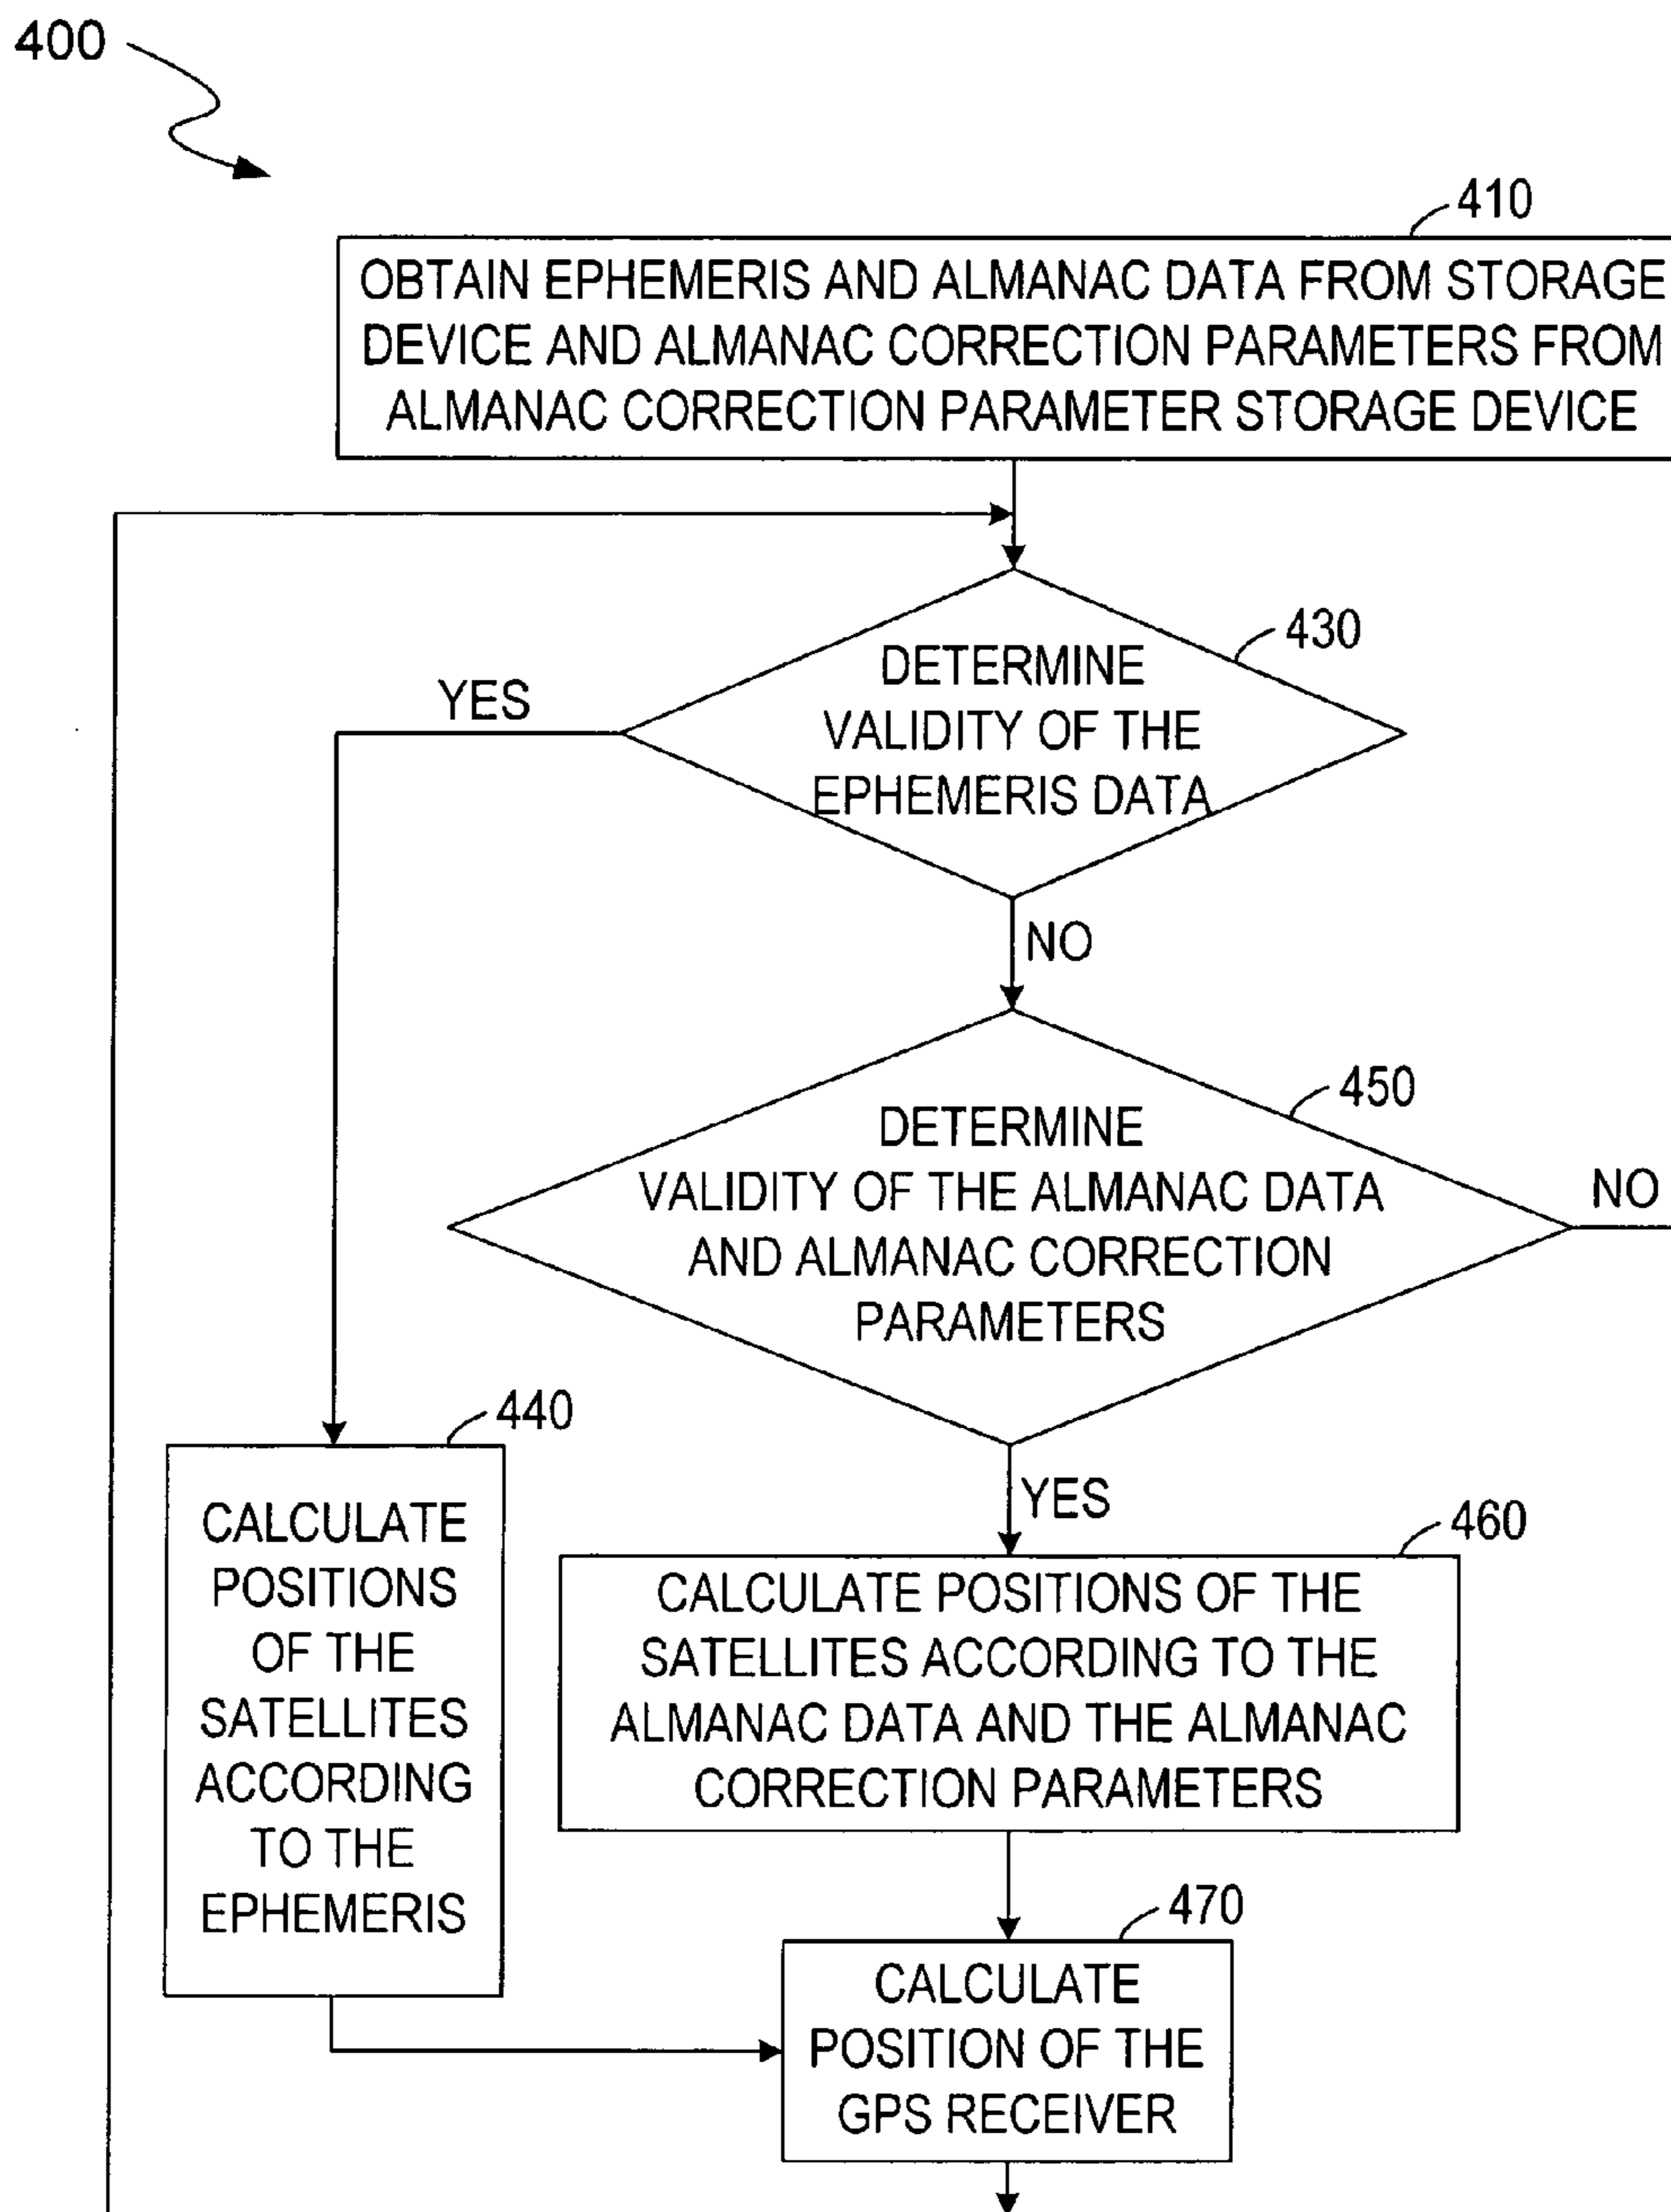 400
410
OBTAIN EPHEMERIS AND ALMANAC DATA FROM STORAGE
DEVICE AND ALMANAC CORRECTION PARAMETERS FROM
ALMANAC CORRECTION PARAMETER STORAGE DEVICE
430
DETERMINE
VALIDITY OF THE
EPHEMERIS DATA
YES
NO
450
DETERMINE
VALIDITY OF THE ALMANAC DATA
AND ALMANAC CORRECTION
PARAMETERS
NO
YES
440
CALCULATE
POSITIONS
OF THE
SATELLITES
ACCORDING
TO THE
EPHEMERIS
460
CALCULATE POSITIONS OF THE
SATELLITES ACCORDING TO THE
ALMANAC DATA AND THE ALMANAC
CORRECTION PARAMETERS
470
CALCULATE
POSITION OF THE
GPS RECEIVER